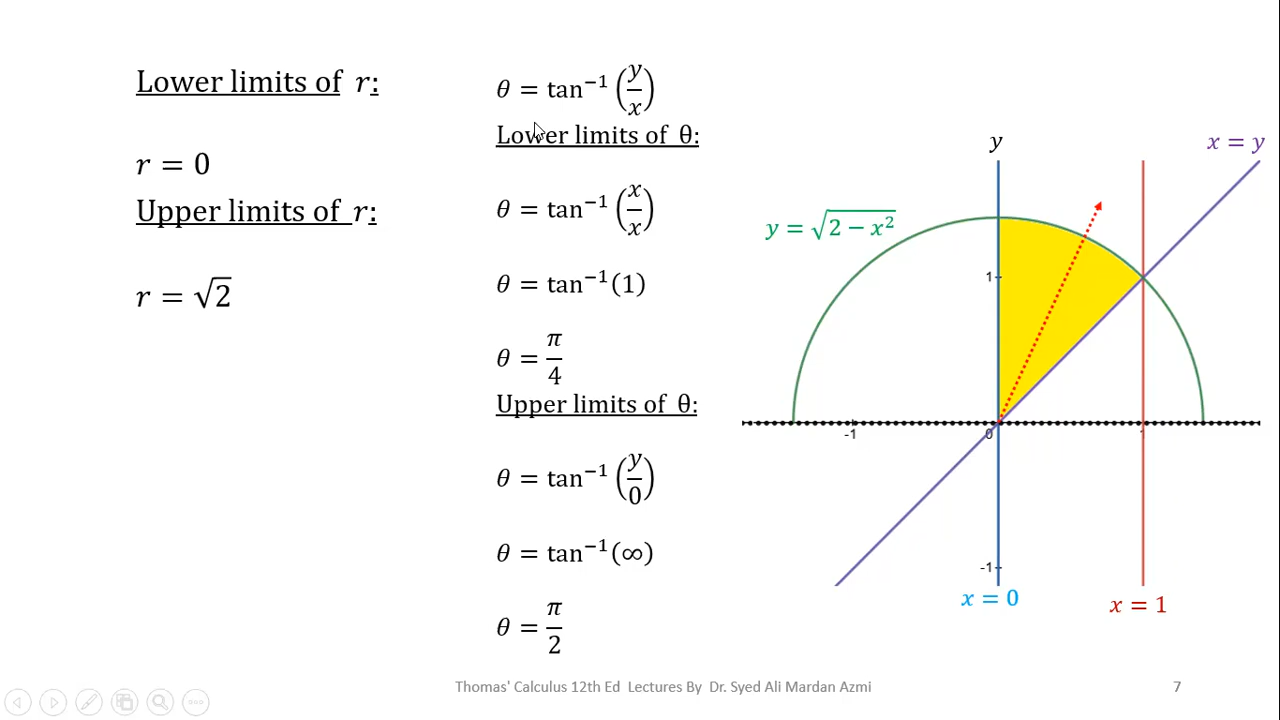 Lower limits of r:
r = 0
Upper limits of r:
r = √2
θ = tan⁻¹(y/x)
Lower limits of θ:
θ = tan⁻¹(x/x)
θ = tan⁻¹(1)
θ = π/4
Upper limits of θ:
θ = tan⁻¹(y/0)
θ = tan⁻¹(∞)
θ = π/2
y
x = y
y = √(2 − x²)
1
-1
0
1
-1
x = 0
x = 1
Thomas' Calculus 12th Ed Lectures By Dr. Syed Ali Mardan Azmi
7